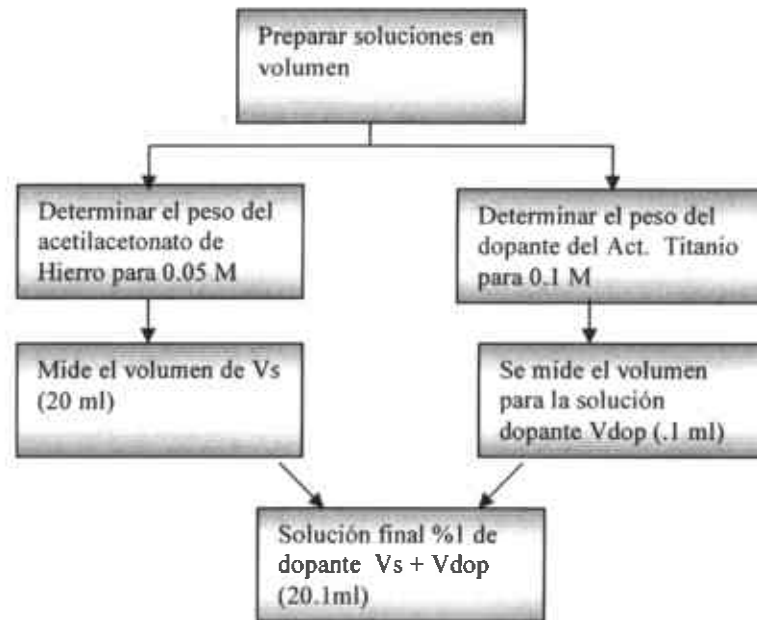 Preparar soluciones en
volumen
Determinar el peso del
acetilacetonato de
Hierro para 0.05 M
Determinar el peso del
dopante del Act. Titanio
para 0.1 M
Mide el volumen de Vs
(20 ml)
Se mide el volumen
para la solución
dopante Vdop (.1 ml)
Solución final %1 de
dopante Vs + Vdop
(20.1ml)